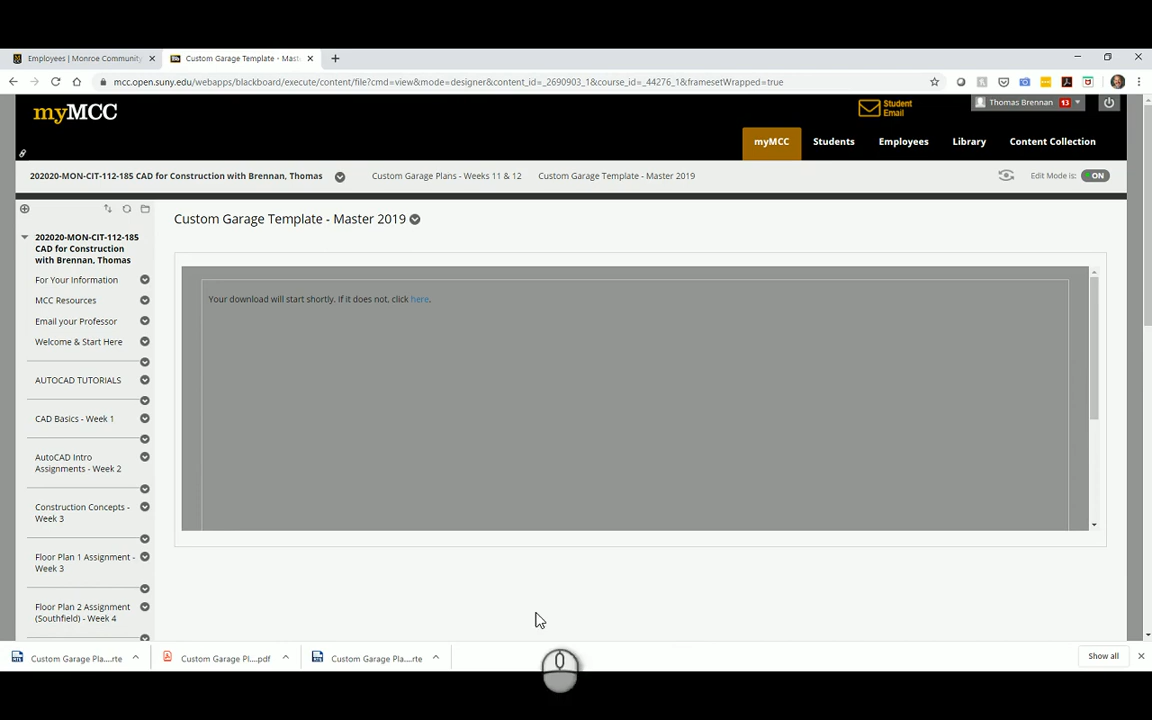 Employees | Monroe Community
Custom Garage Template - Mast
mcc.open.suny.edu/webapps/blackboard/execute/content/file?cmd=view&mode=designer&content_id=_2690903_1&course_id=_44276_1&framesetWrapped=true
myMCC
Student
Email
Thomas Brennan 13
myMCC Students Employees Library Content Collection
202020-MON-CIT-112-185 CAD for Construction with Brennan, Thomas
Custom Garage Plans - Weeks 11 & 12
Custom Garage Template - Master 2019
Edit Mode is: ON
Custom Garage Template - Master 2019
202020-MON-CIT-112-185
CAD for Construction
with Brennan, Thomas
For Your Information
MCC Resources
Email your Professor
Welcome & Start Here
AUTOCAD TUTORIALS
CAD Basics - Week 1
AutoCAD Intro
Assignments - Week 2
Construction Concepts -
Week 3
Floor Plan 1 Assignment -
Week 3
Floor Plan 2 Assignment
(Southfield) - Week 4
Your download will start shortly. If it does not, click here.
Custom Garage Pla....rte
Custom Garage Pl....pdf
Custom Garage Pla....rte
Show all